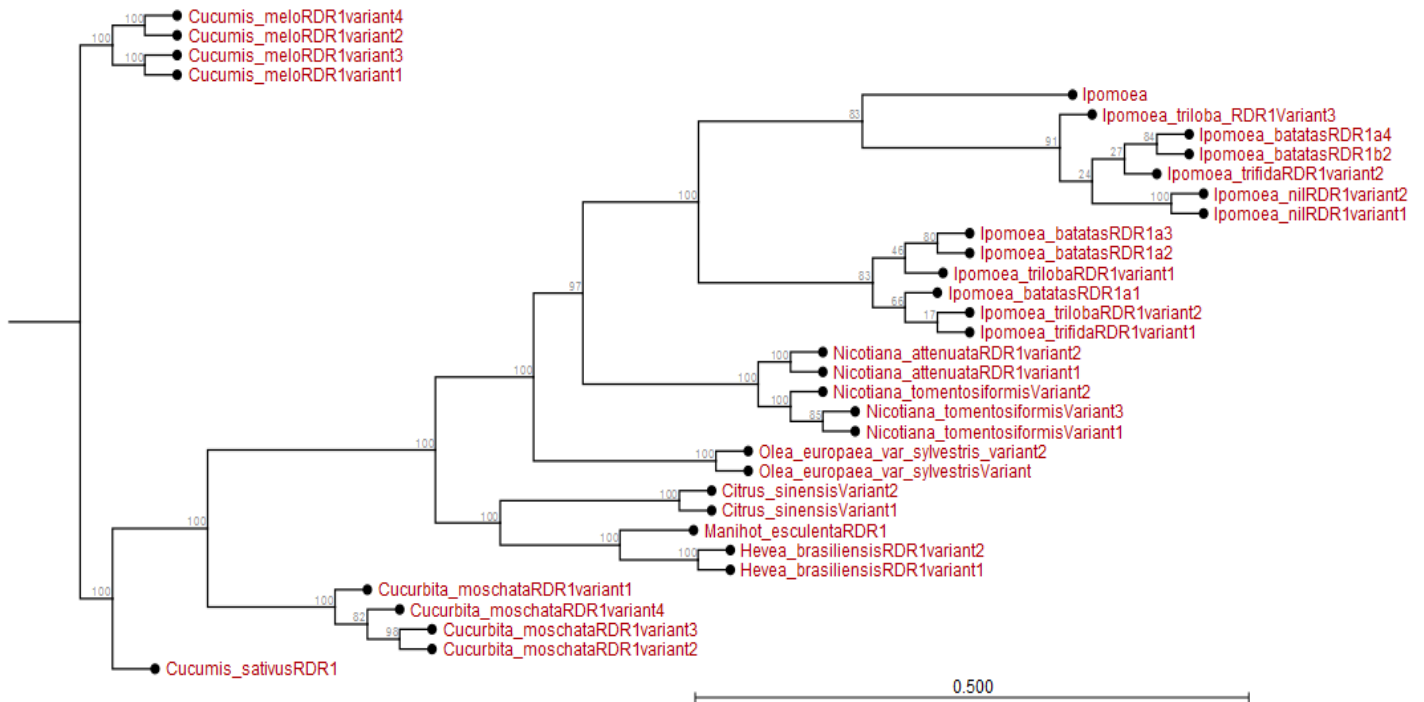 100
Cucumis_meloRDR1variant4
Cucumis_meloRDR1variant2
100
100
Cucumis_meloRDR1variant3
Cucumis_meloRDR1variant1
Ipomoea
83
Ipomoea_triloba_RDR1Variant3
91
84
Ipomoea_batatasRDR1a4
Ipomoea_batatasRDR1b2
27
Ipomoea_trifidaRDR1variant2
24
100
Ipomoea_nilRDR1variant2
Ipomoea_nilRDR1variant1
100
80
Ipomoea_batatasRDR1a3
Ipomoea_batatasRDR1a2
46
Ipomoea_trilobaRDR1variant1
83
66
Ipomoea_batatasRDR1a1
17
Ipomoea_trilobaRDR1variant2
Ipomoea_trifidaRDR1variant1
97
100
Nicotiana_attenuataRDR1variant2
Nicotiana_attenuataRDR1variant1
100
100
Nicotiana_tomentosiformisVariant2
85
Nicotiana_tomentosiformisVariant3
Nicotiana_tomentosiformisVariant1
100
100
Olea_europaea_var_sylvestris_variant2
Olea_europaea_var_sylvestrisVariant
100
100
Citrus_sinensisVariant2
Citrus_sinensisVariant1
100
100
Manihot_esculentaRDR1
100
Hevea_brasiliensisRDR1variant2
Hevea_brasiliensisRDR1variant1
100
100
Cucurbita_moschataRDR1variant1
82
Cucurbita_moschataRDR1variant4
98
Cucurbita_moschataRDR1variant3
Cucurbita_moschataRDR1variant2
100
Cucumis_sativusRDR1
0.500